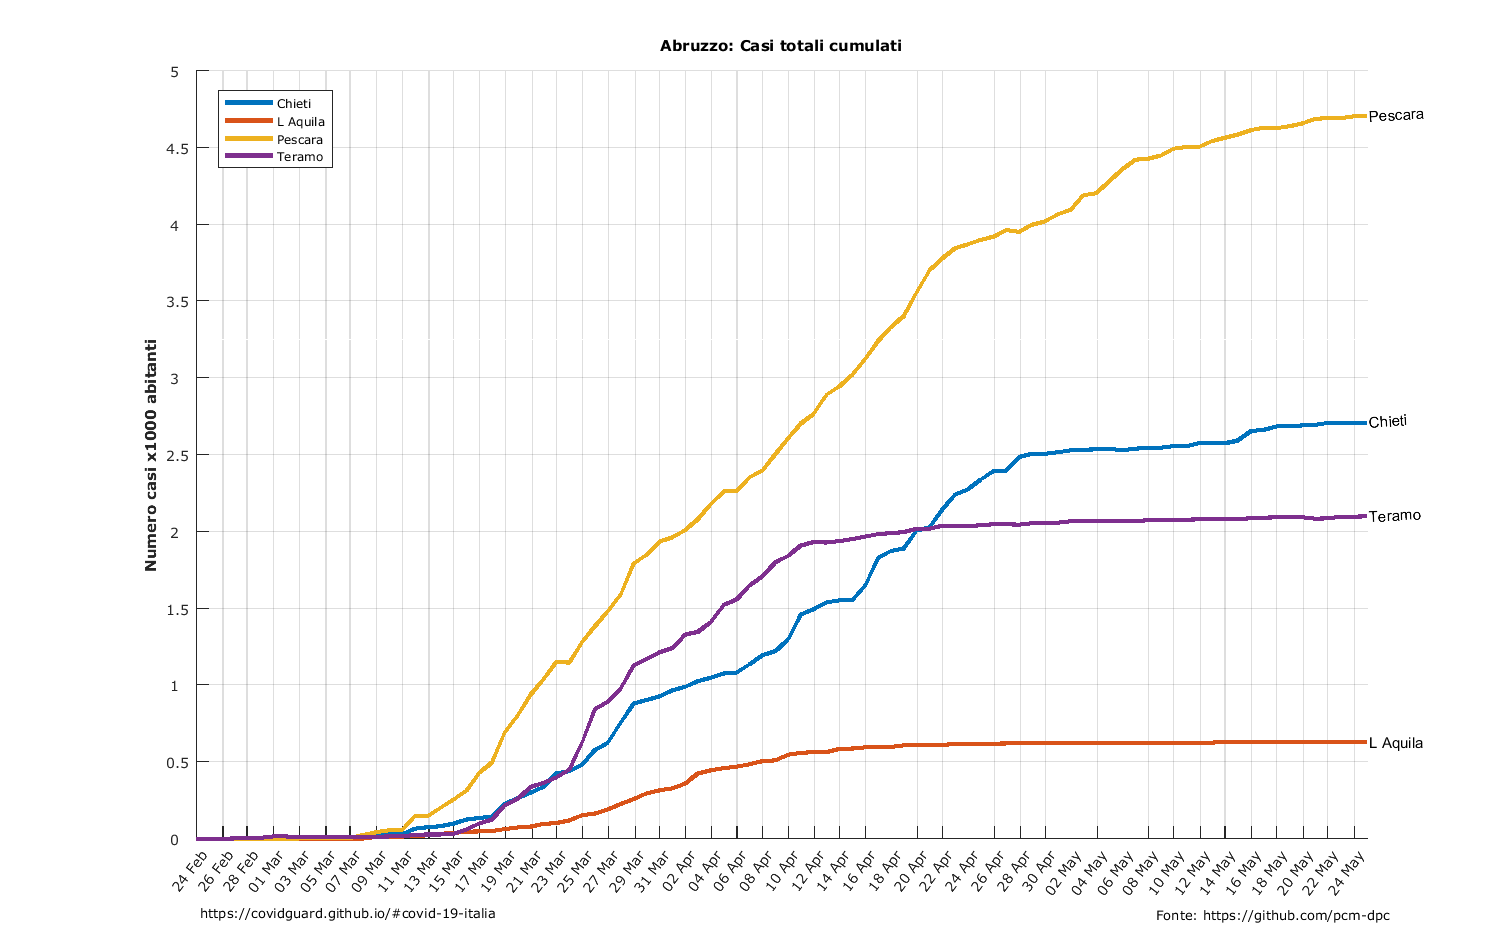 Abruzzo: Casi totali cumulati
5
4.5
4
3.5
3
2.5
2
1.5
1
0.5
0
Numero casi x1000 abitanti
Chieti
L Aquila
Pescara
Teramo
Pescara
Chieti
Teramo
L Aquila
24 Feb
26 Feb
28 Feb
01 Mar
03 Mar
05 Mar
07 Mar
09 Mar
11 Mar
13 Mar
15 Mar
17 Mar
19 Mar
21 Mar
23 Mar
25 Mar
27 Mar
29 Mar
31 Mar
02 Apr
04 Apr
06 Apr
08 Apr
10 Apr
12 Apr
14 Apr
16 Apr
18 Apr
20 Apr
22 Apr
24 Apr
26 Apr
28 Apr
30 Apr
02 May
04 May
06 May
08 May
10 May
12 May
14 May
16 May
18 May
20 May
22 May
24 May
https://covidguard.github.io/#covid-19-italia
Fonte: https://github.com/pcm-dpc